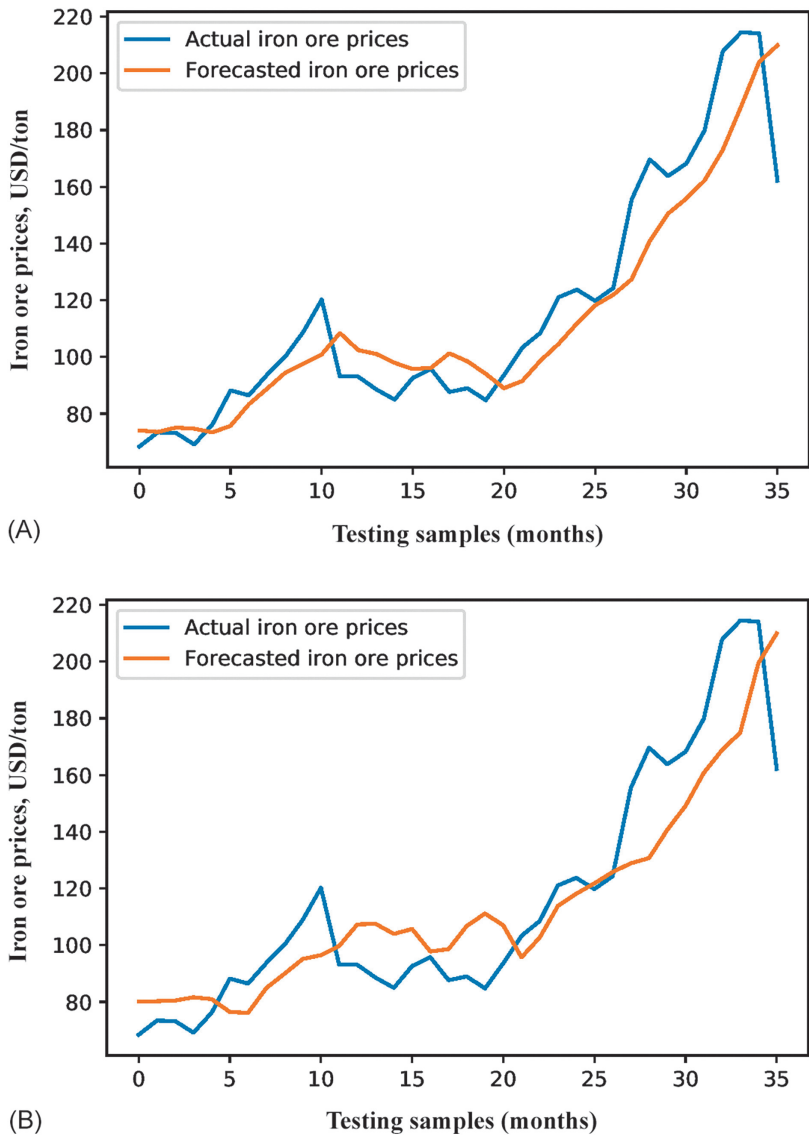 220
200
180
160
140
120
100
80
Actual iron ore prices
Forecasted iron ore prices
Iron ore prices, USD/ton
0 5 10 15 20 25 30 35
Testing samples (months)
(A)
220
200
180
160
140
120
100
80
Actual iron ore prices
Forecasted iron ore prices
Iron ore prices, USD/ton
0 5 10 15 20 25 30 35
Testing samples (months)
(B)